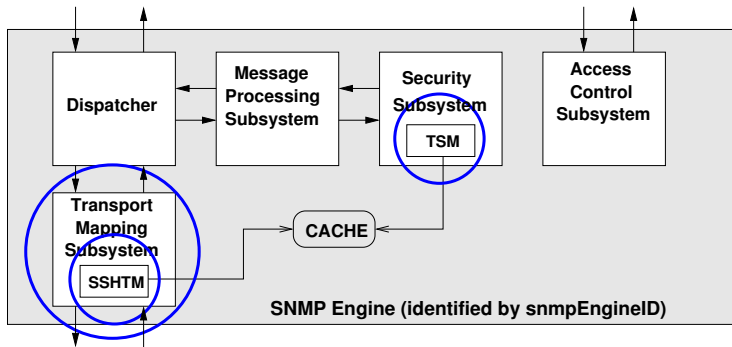 Dispatcher
Message
Processing
Subsystem
Security
Subsystem
TSM
Access
Control
Subsystem
Transport
Mapping
Subsystem
SSHTM
CACHE
SNMP Engine (identified by snmpEngineID)